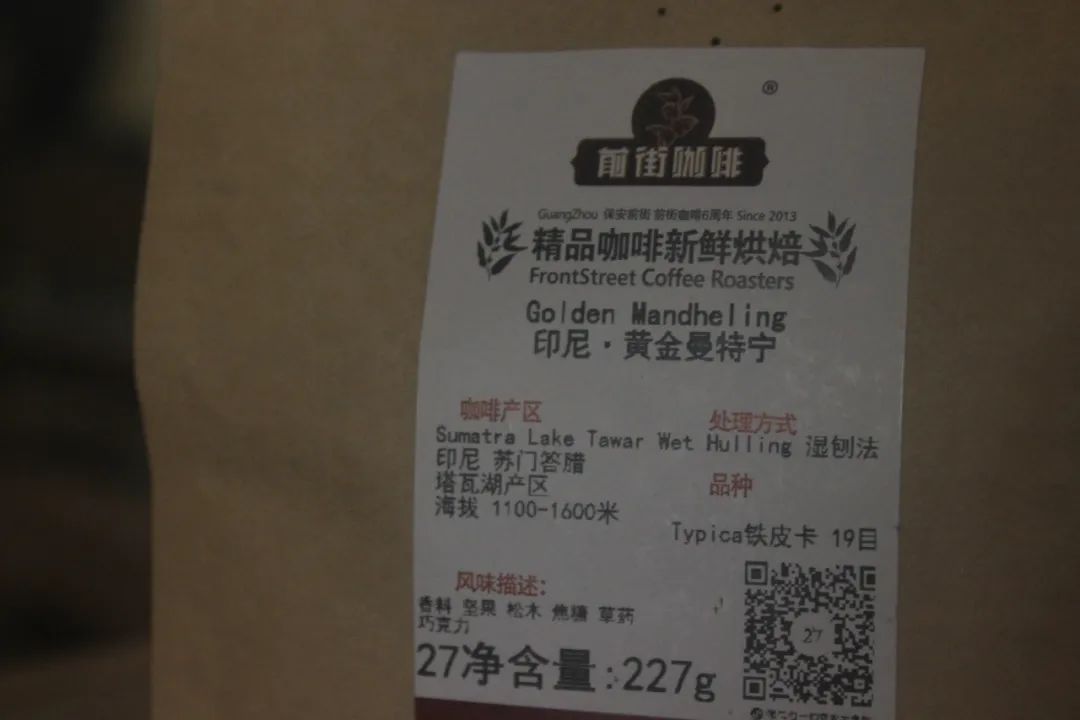 ®
前街咖啡
GuangZhou 保安前街 前街咖啡6周年 Since 2013
精品咖啡新鲜烘焙
FrontStreet Coffee Roasters
Golden Mandheling
印尼·黄金曼特宁
咖啡产区
Sumatra Lake Tawar
印尼 苏门答腊
塔瓦湖产区
海拔 1100-1600米
处理方式
Wet Hulling 湿刨法
品种
Typica铁皮卡 19目
风味描述:
香料 坚果 松木 焦糖 草药
巧克力
27净含量:227g
27